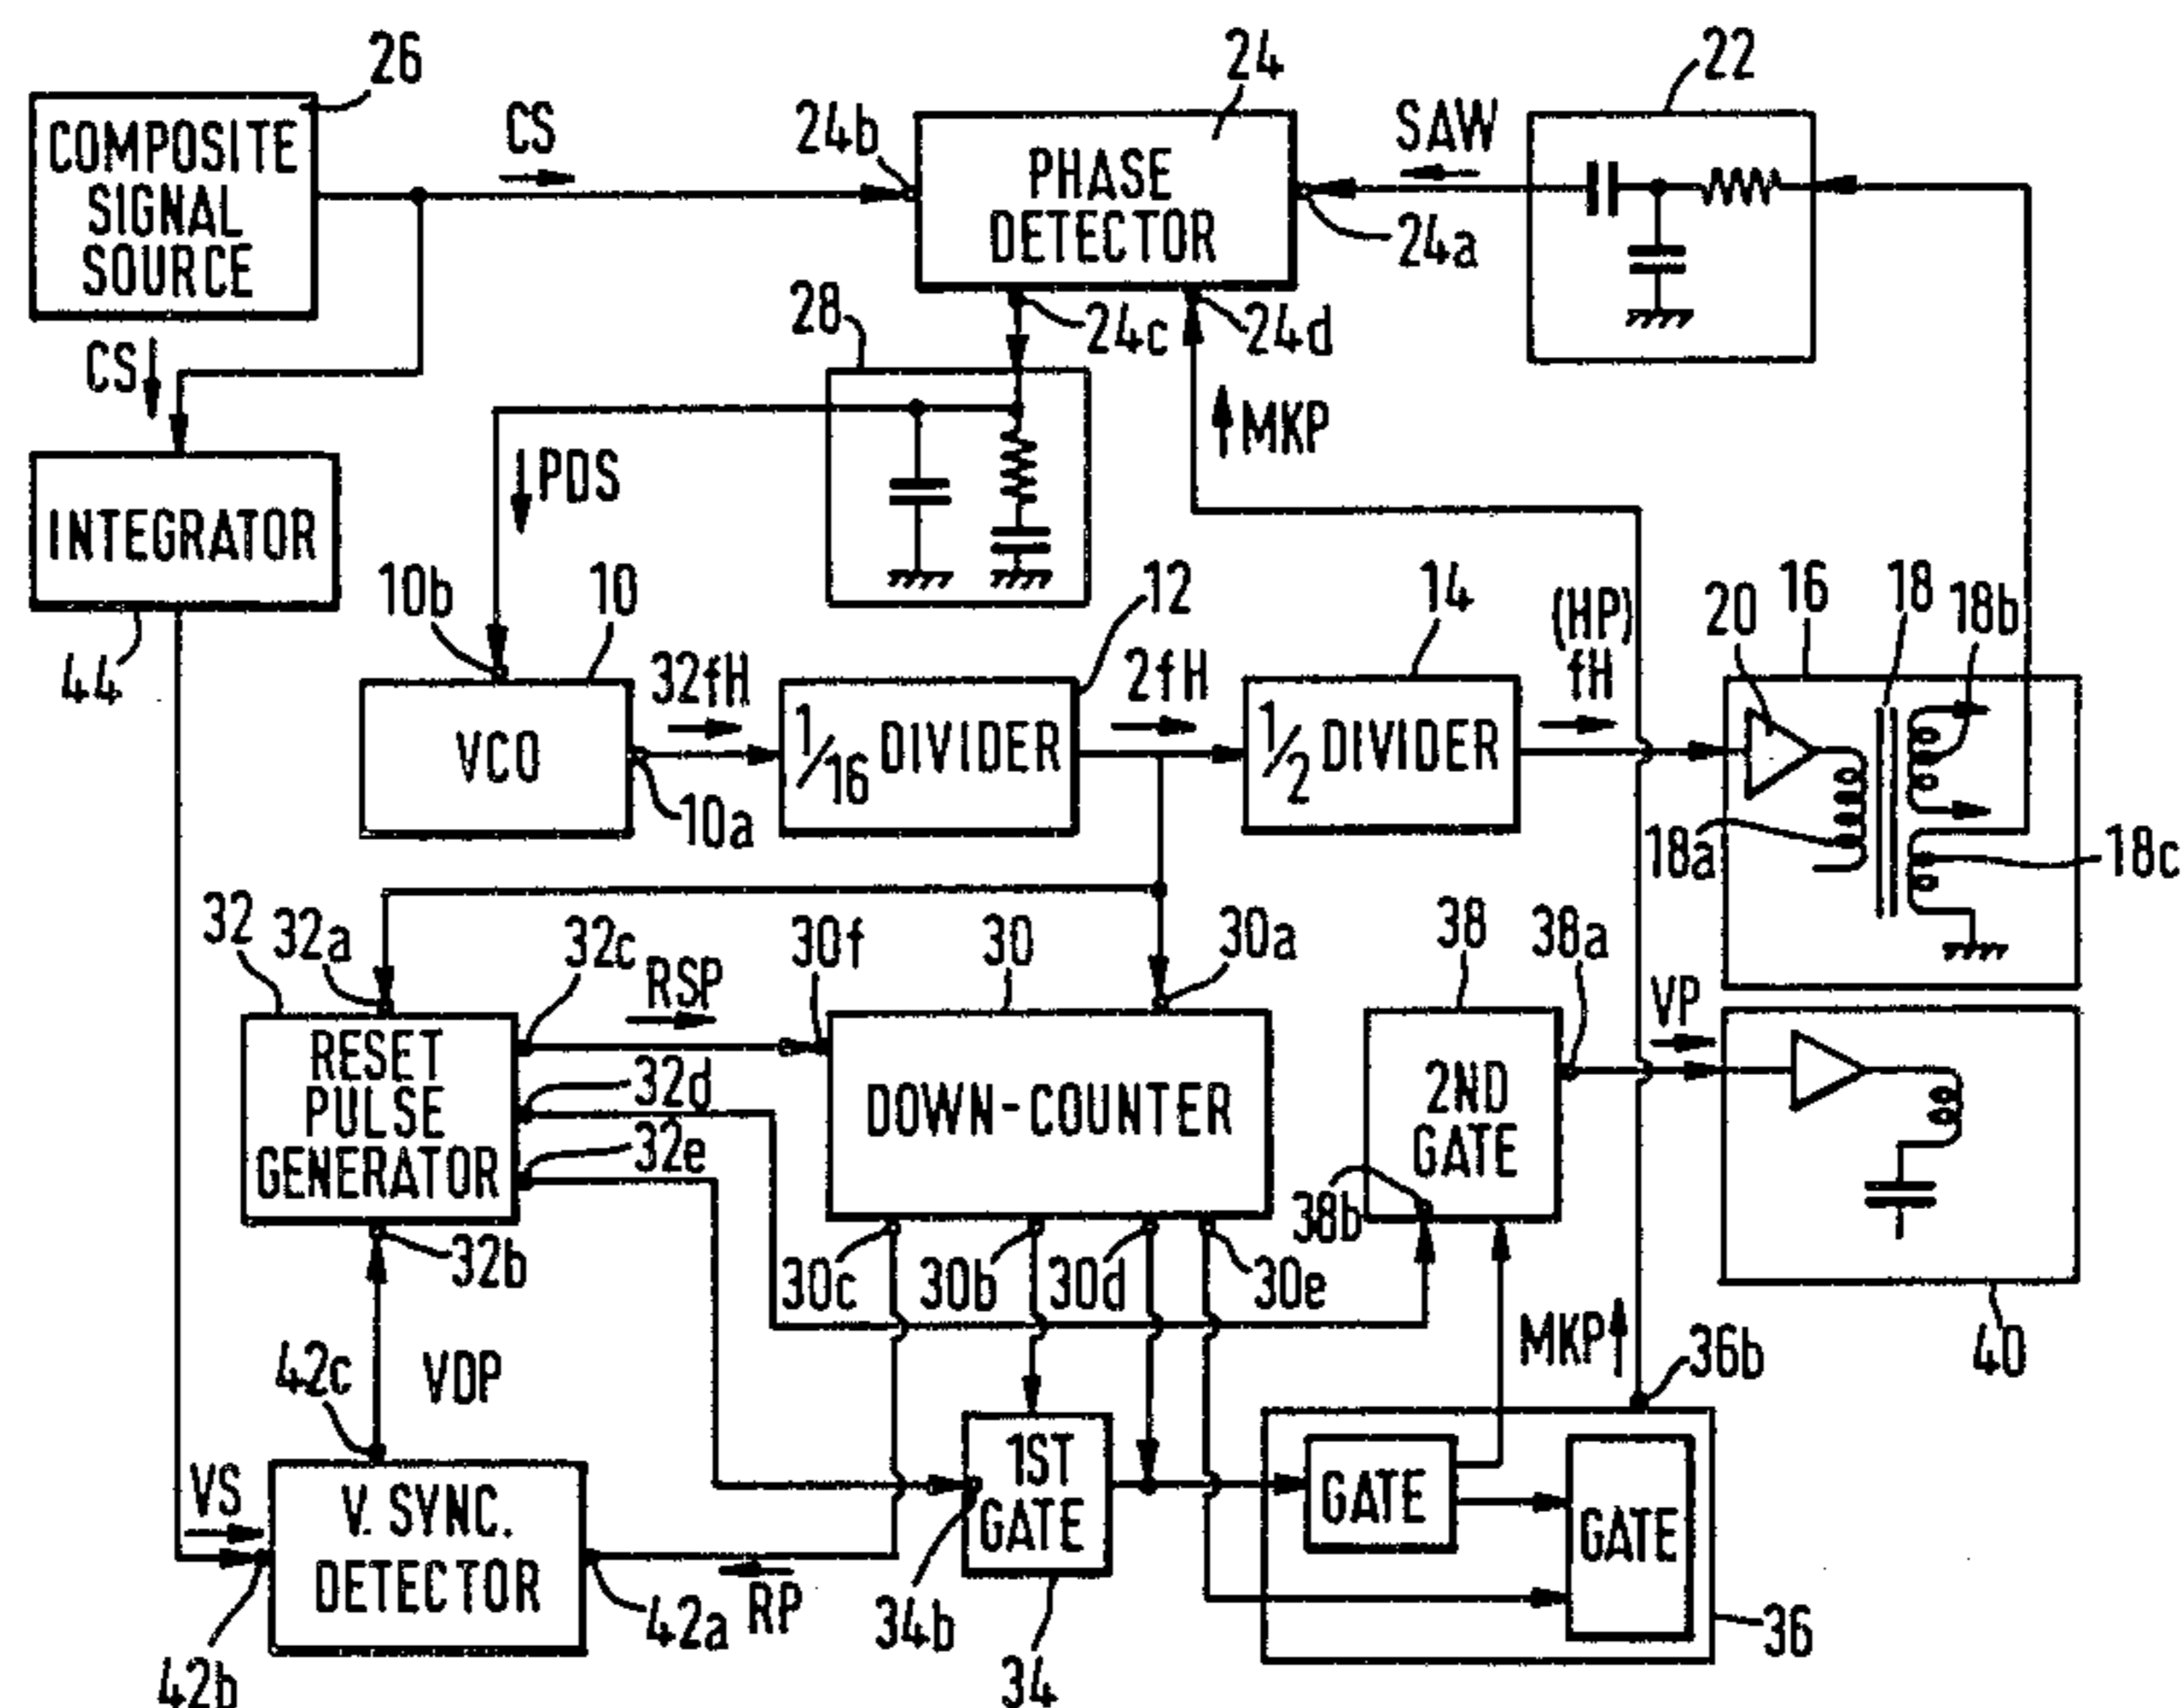 26
24
22
COMPOSITE
SIGNAL
SOURCE
CS
24b
PHASE
DETECTOR
SAW
24a
28
24c
24d
CS
MKP
PDS
INTEGRATOR
44
10b
10
12
14
(HP)
fH
20
16
18
18b
VCO
32fH
10a
1/16 DIVIDER
2fH
1/2 DIVIDER
18a
18c
32
32a
32c
RSP
30f
30
30a
38
38a
VP
RESET
PULSE
GENERATOR
32d
32e
DOWN-COUNTER
2ND
GATE
38b
32b
30c
30b
30d
30e
MKP
36b
40
42c
VDP
VS
V. SYNC.
DETECTOR
1ST
GATE
GATE
GATE
42b
42a
RP
34b
34
36